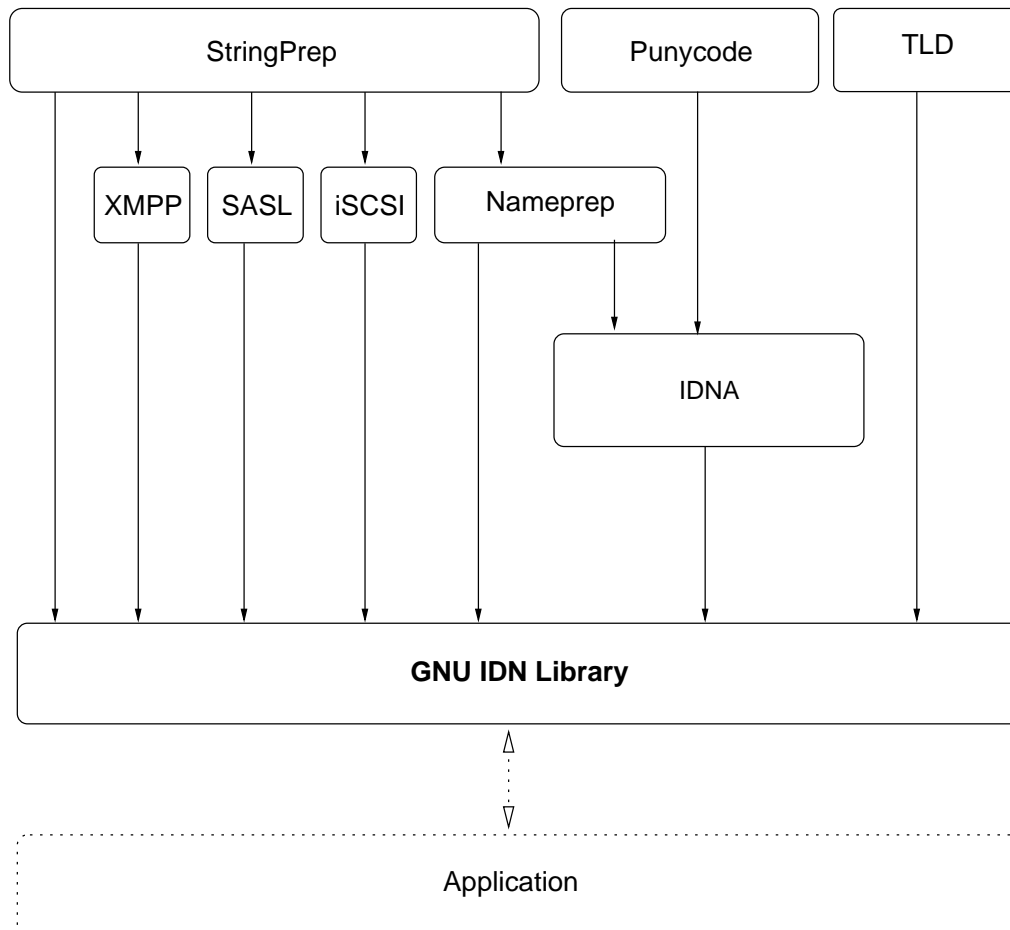 StringPrep
Punycode
TLD
XMPP
SASL
iSCSI
Nameprep
IDNA
GNU IDN Library
Application